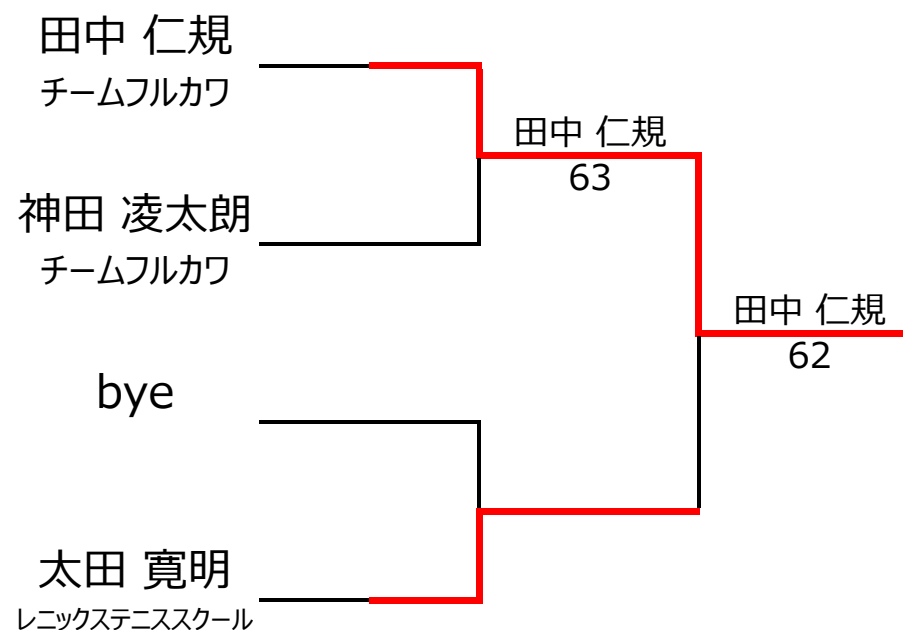 田中 仁規
チームフルカワ
田中 仁規
63
神田 凌太朗
チームフルカワ
田中 仁規
62
bye
太田 寛明
レニックステニススクール